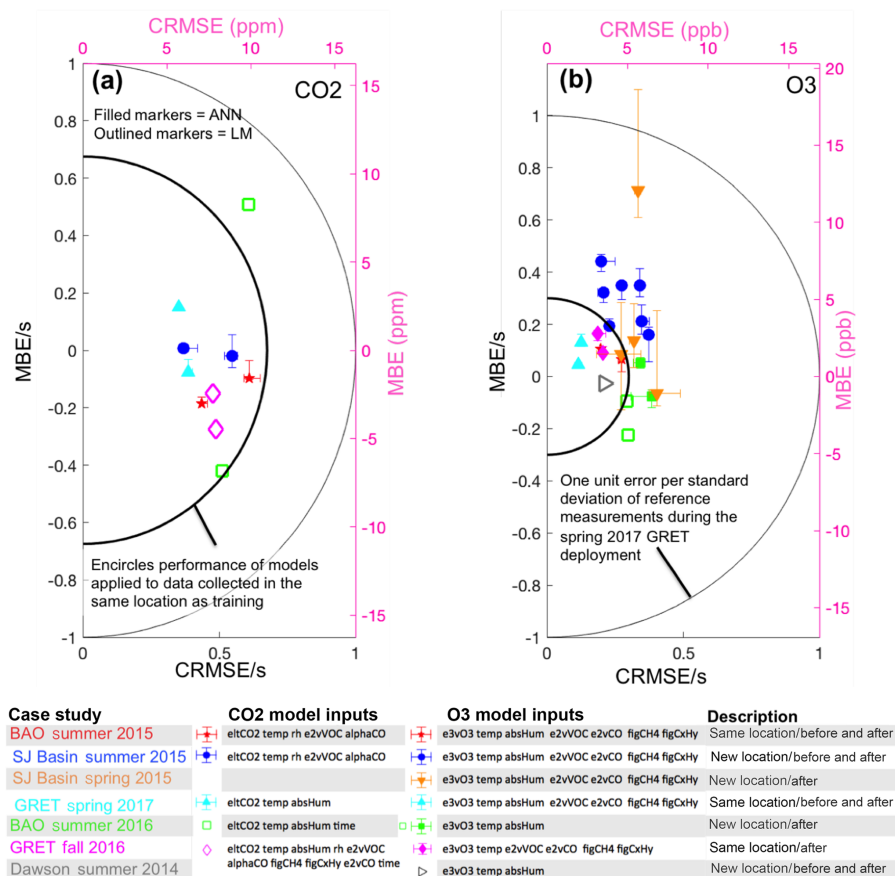 CRMSE (ppm)
0 5 10 15
(a)
CO2
Filled markers = ANN
Outlined markers = LM
1
0.8
0.6
0.4
0.2
0
-0.2
-0.4
-0.6
-0.8
-1
MBE/s
15
10
5
0
-5
-10
-15
MBE (ppm)
Encircles performance of models
applied to data collected in the
same location as training
0 0.5 1
CRMSE/s
CRMSE (ppb)
0 5 10 15
(b)
O3
1
0.8
0.6
0.4
0.2
0
-0.2
-0.4
-0.6
-0.8
-1
MBE/s
20
15
10
5
0
-5
-10
-15
MBE (ppb)
One unit error per standard
deviation of reference
measurements during the
spring 2017 GRET
deployment
0 0.5 1
CRMSE/s
Case study CO2 model inputs O3 model inputs Description
BAO summer 2015 eltCO2 temp rh e2vVOC alphaCO e3vO3 temp absHum e2vVOC e2vCO figCH4 figCxHy Same location/before and after
SJ Basin summer 2015 eltCO2 temp rh e2vVOC alphaCO e3vO3 temp absHum e2vVOC e2vCO figCH4 figCxHy New location/before and after
SJ Basin spring 2015 e3vO3 temp absHum e2vVOC e2vCO figCH4 figCxHy New location/after
GRET spring 2017 eltCO2 temp absHum e3vO3 temp absHum e2vVOC e2vCO figCH4 figCxHy Same location/before and after
BAO summer 2016 eltCO2 temp absHum time e3vO3 temp absHum New location/after
GRET fall 2016 eltCO2 temp absHum rh e2vVOC e3vO3 temp e2vVOC e2vCO figCH4 figCxHy Same location/after
alphaCO figCH4 figCxHy e2vCO time
Dawson summer 2014 e3vO3 temp absHum New location/before and after